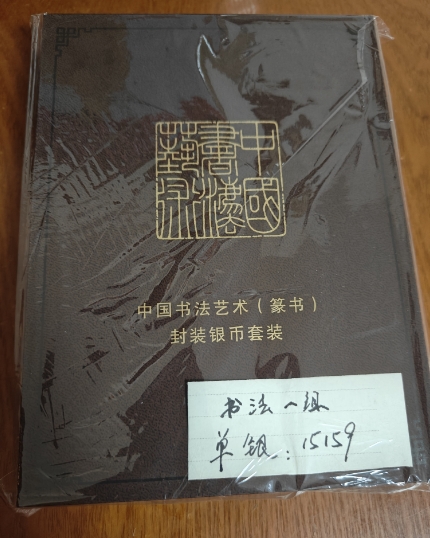 中國
書灋
藝術
中国书法艺术（篆书）
封装银币套装
书法一组
单银：15159